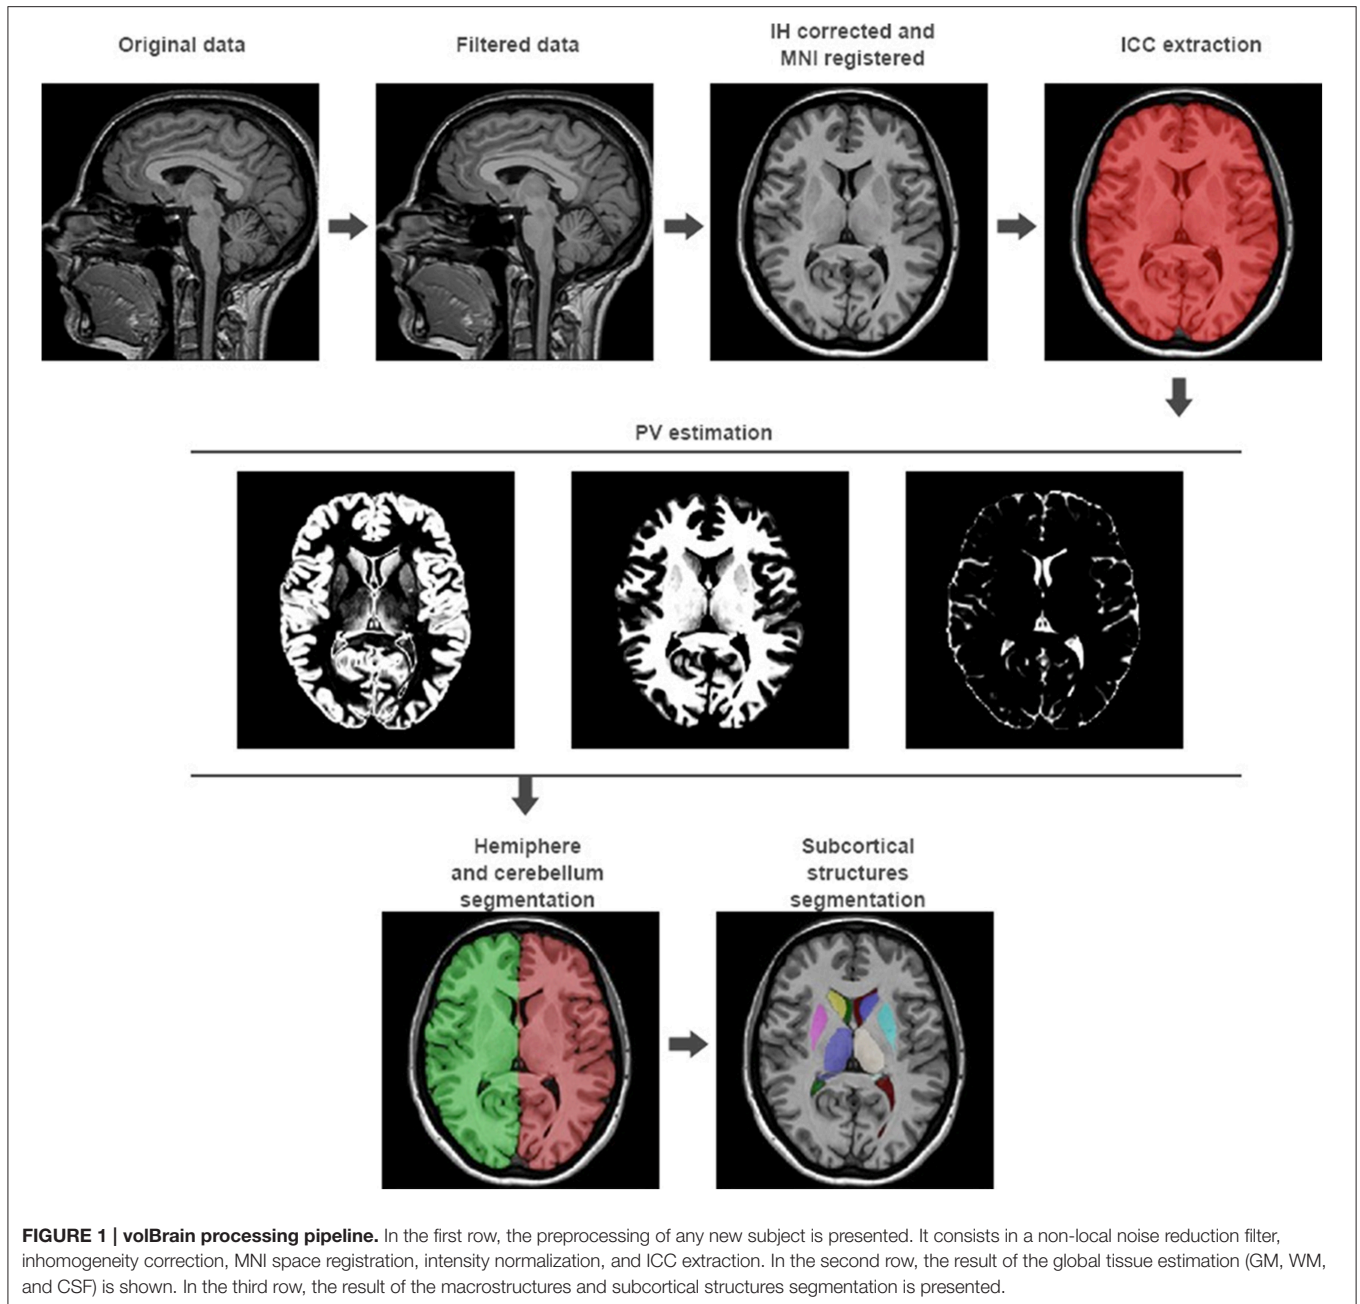 Original data
Filtered data
IH corrected and
MNI registered
ICC extraction
PV estimation
Hemiphere
and cerebellum
segmentation
Subcortical
structures
segmentation
FIGURE 1 | volBrain processing pipeline. In the first row, the preprocessing of any new subject is presented. It consists in a non-local noise reduction filter,
inhomogeneity correction, MNI space registration, intensity normalization, and ICC extraction. In the second row, the result of the global tissue estimation (GM, WM,
and CSF) is shown. In the third row, the result of the macrostructures and subcortical structures segmentation is presented.